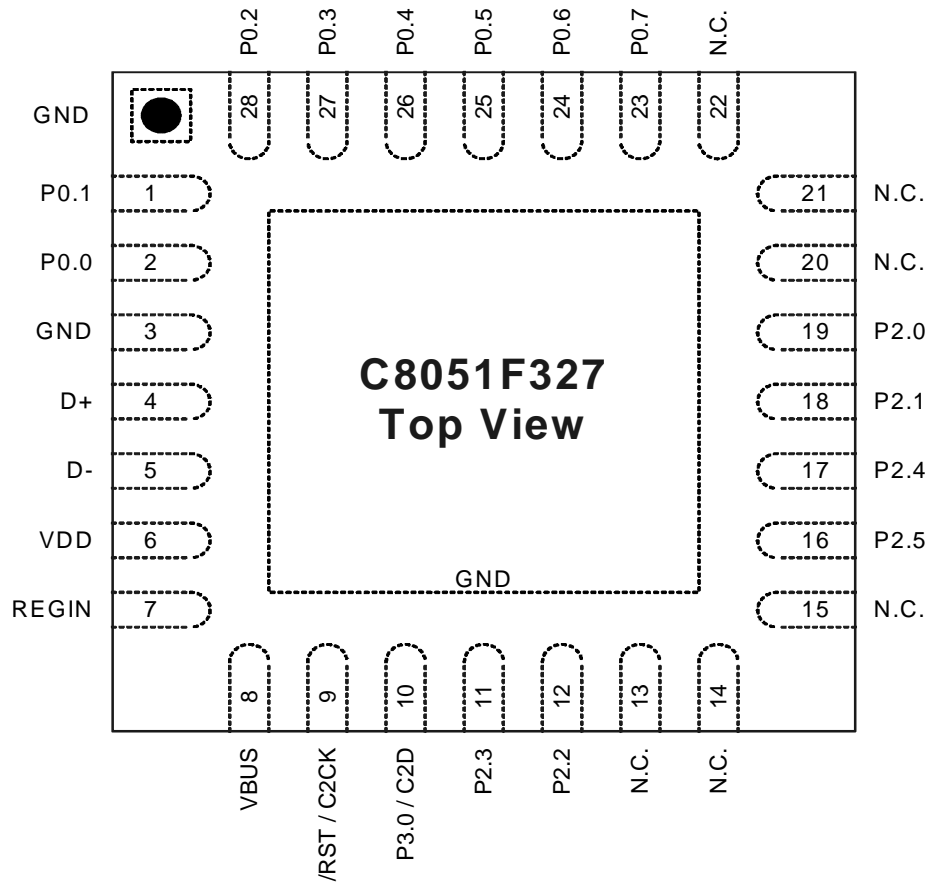 P0.2 P0.3 P0.4 P0.5 P0.6 P0.7 N.C.
28 27 26 25 24 23 22
GND
P0.1 1
P0.0 2
GND 3
D+ 4
D- 5
VDD 6
REGIN 7
21 N.C.
20 N.C.
19 P2.0
18 P2.1
17 P2.4
16 P2.5
15 N.C.
C8051F327
Top View
GND
8 9 10 11 12 13 14
VBUS
/RST / C2CK
P3.0 / C2D
P2.3
P2.2
N.C.
N.C.